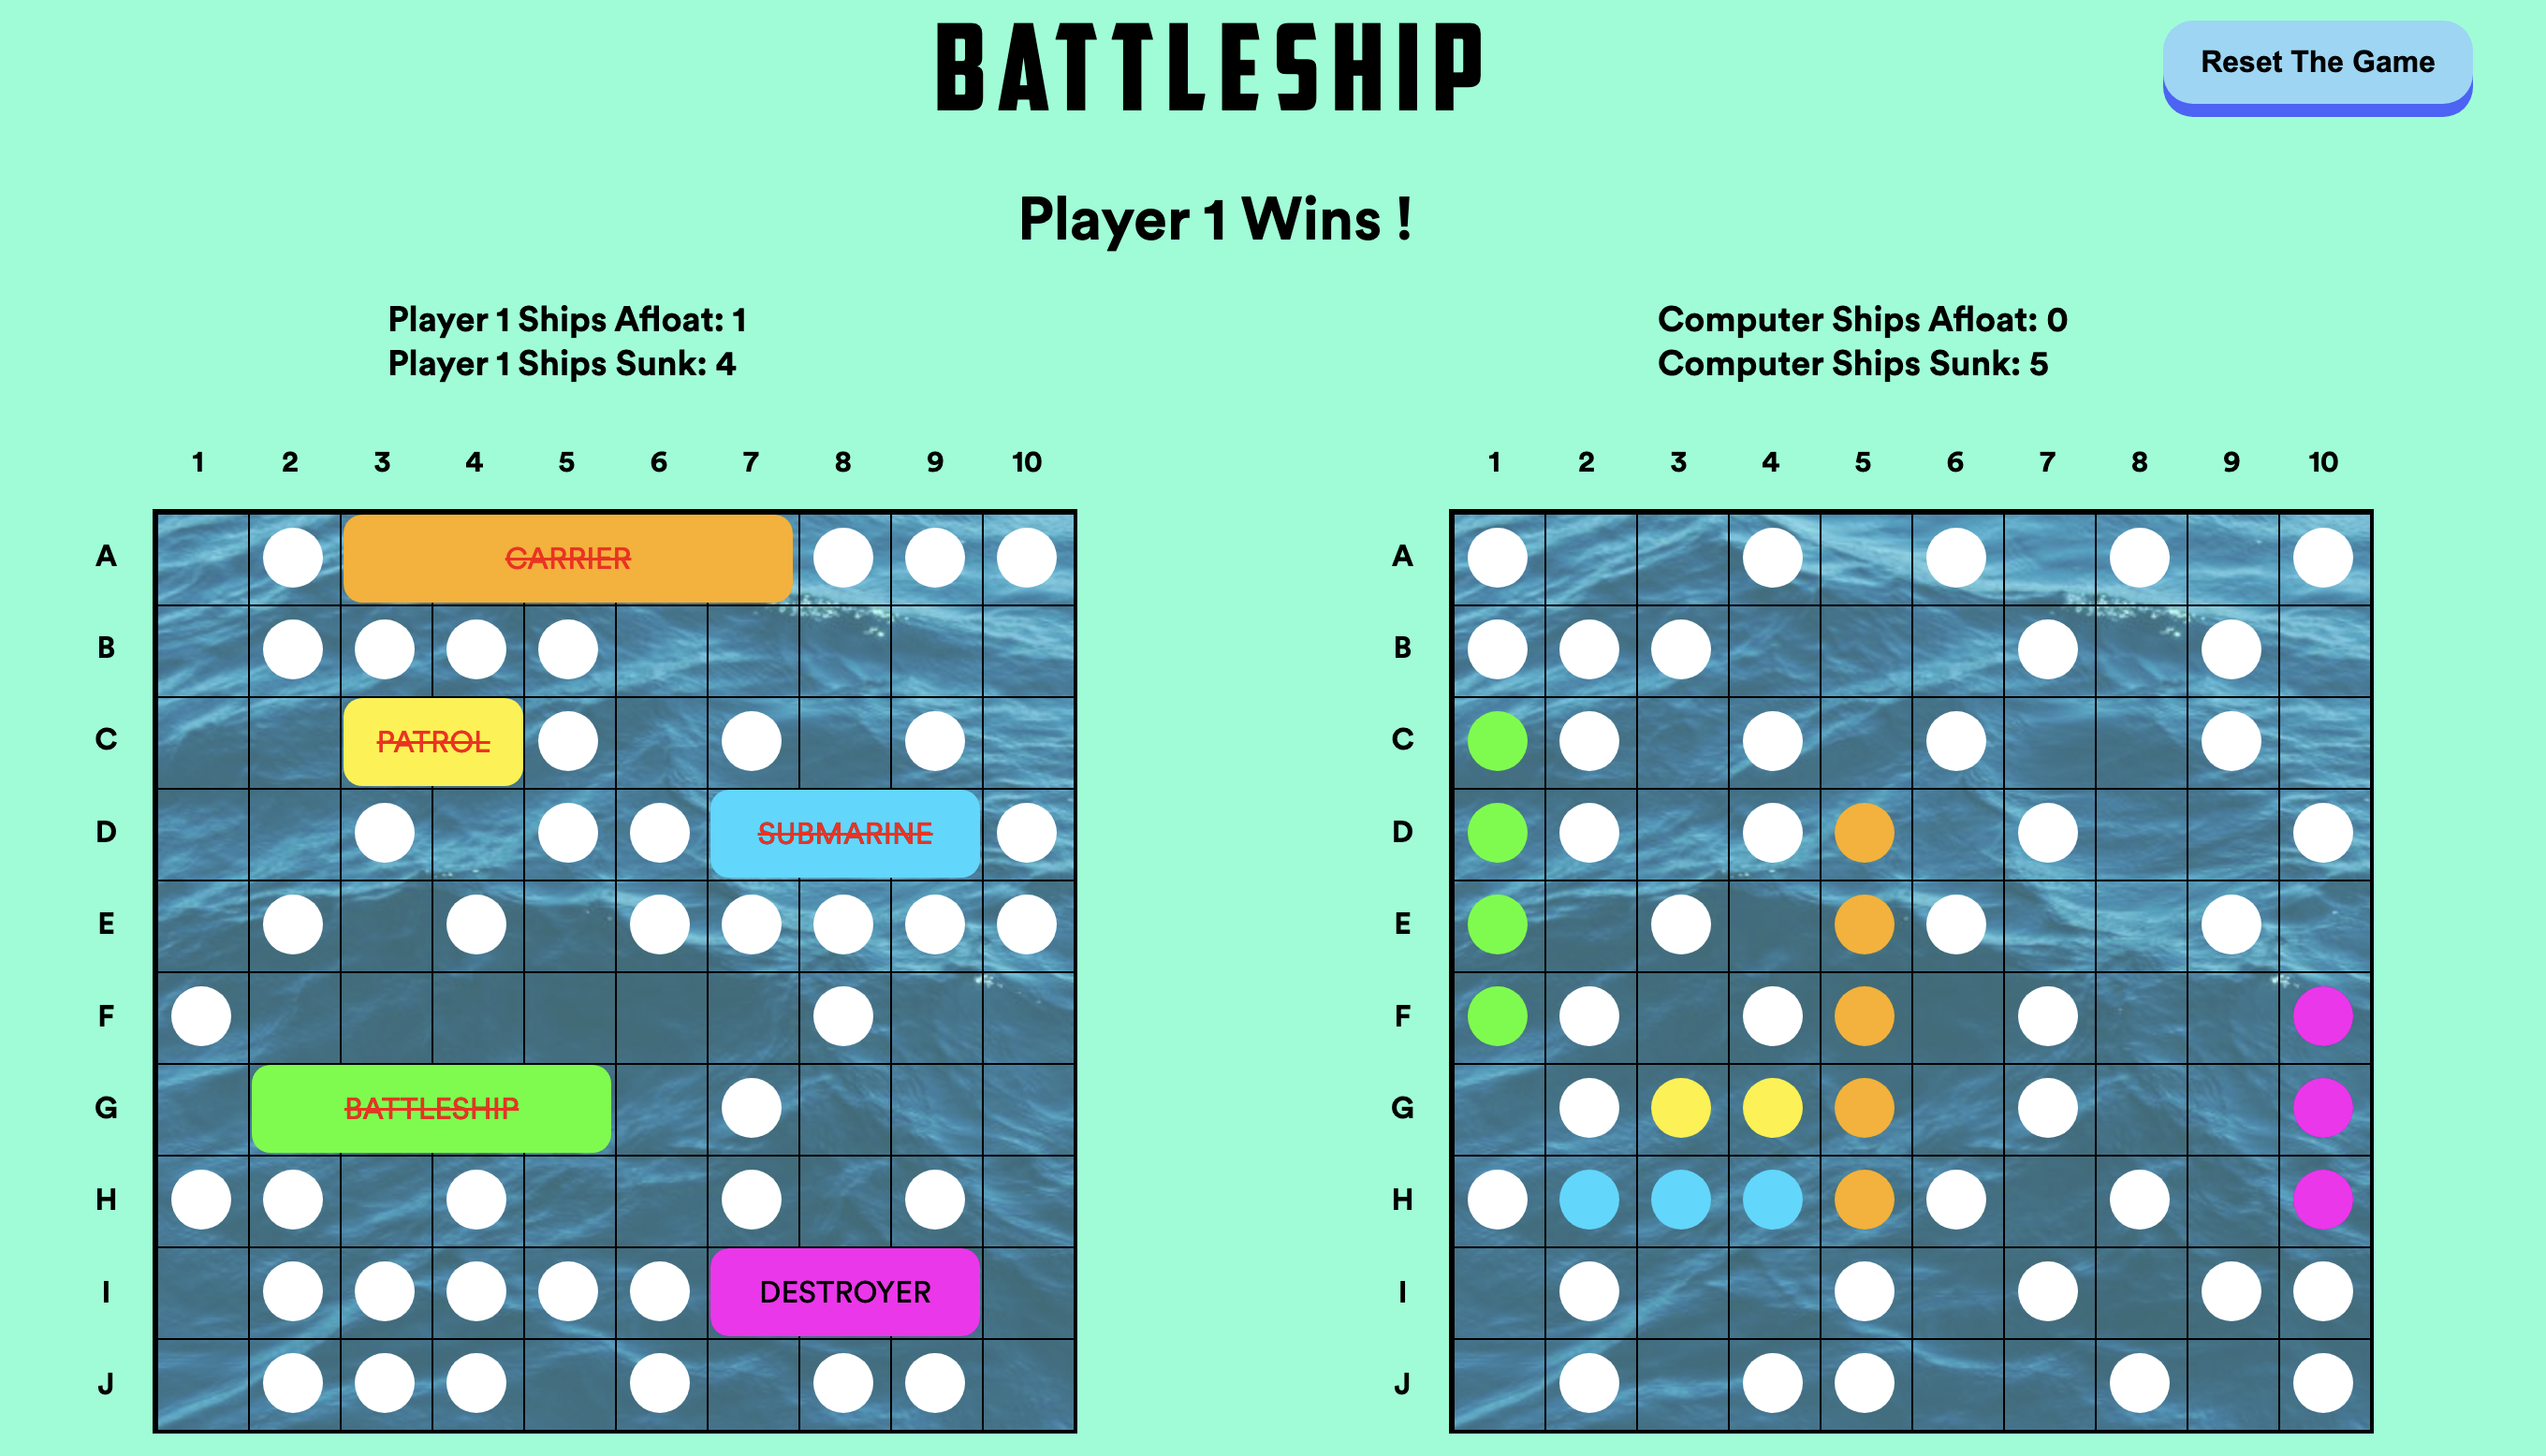 BATTLESHIP
Reset The Game
Player 1 Wins !
Player 1 Ships Afloat: 1
Player 1 Ships Sunk: 4
Computer Ships Afloat: 0
Computer Ships Sunk: 5
1 2 3 4 5 6 7 8 9 10
A CARRIER
B
C PATROL
D SUBMARINE
E
F
G BATTLESHIP
H
I DESTROYER
J
1 2 3 4 5 6 7 8 9 10
A
B
C
D
E
F
G
H
I
J